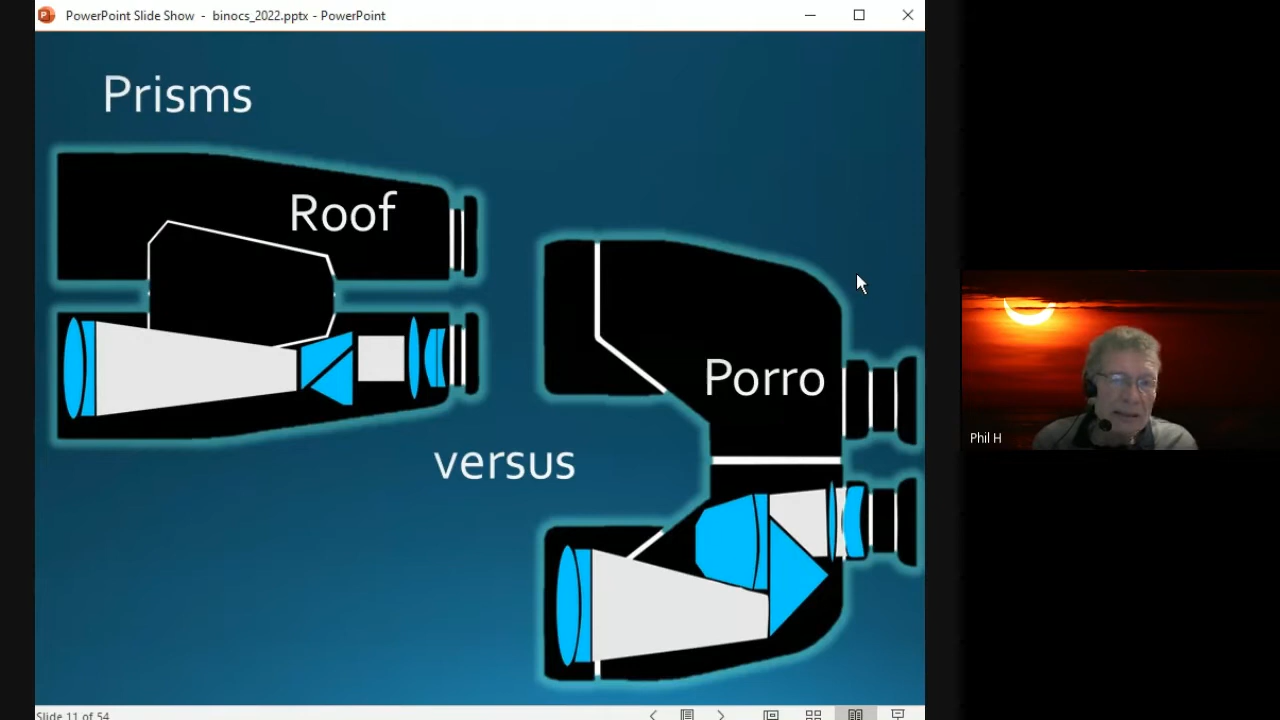 PowerPoint Slide Show - binocs_2022.pptx - PowerPoint
Prisms
Roof
Porro
versus
Phil H
Slide 11 of 54